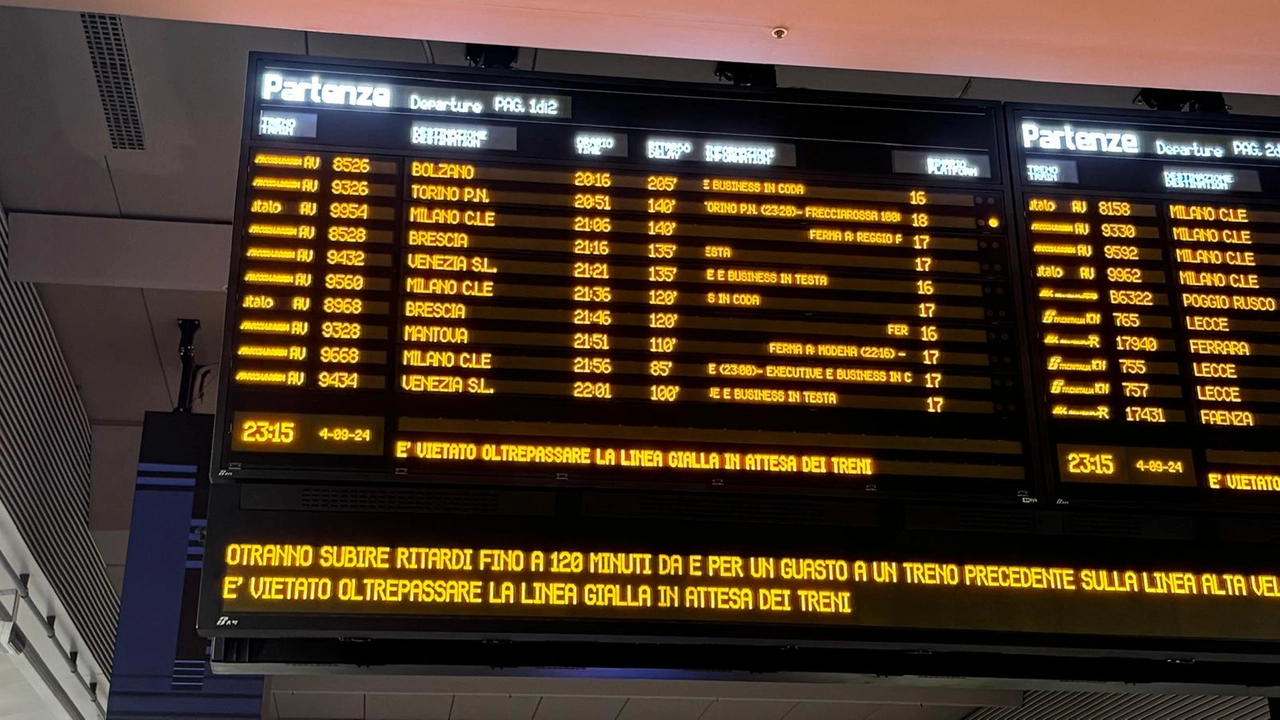 Partenze Departure PAG. 1di2
TRENO TRAIN DESTINAZIONE DESTINATION ORARIO TIME RITARDO DELAY INFORMAZIONI INFORMATION BINARIO PLATFORM
AV 8526 BOLZANO 20:16 205' E BUSINESS IN CODA 16
AV 9326 TORINO P.N. 20:51 140' TORINO P.N. (23:20)- FRECCIAROSSA 1000 18
italo AV 9954 MILANO C.LE 21:06 140' FERMA A: REGGIO 17
AV 8528 BRESCIA 21:16 135' ESTA 17
AV 9432 VENEZIA S.L. 21:21 135' E E BUSINESS IN TESTA 16
AV 9560 MILANO C.LE 21:36 120' S IN CODA 17
italo AV 8968 BRESCIA 21:46 120' FER 16
AV 9328 MANTOVA 21:51 110' FERMA A: MODENA (22:16) - 17
AV 9668 MILANO C.LE 21:56 85' E (23:00)- EXECUTIVE E BUSINESS IN C 17
AV 9434 VENEZIA S.L. 22:01 100' E E BUSINESS IN TESTA 17
23:15 4-09-24 E' VIETATO OLTREPASSARE LA LINEA GIALLA IN ATTESA DEI TRENI
Partenze Departure PAG. 2d
TRENO TRAIN DESTINAZIONE DESTINATION
italo AV 8158 MILANO C.LE
AV 9330 MILANO C.LE
AV 9592 MILANO C.LE
italo AV 9962 MILANO C.LE
B6322 POGGIO RUSCO
TRENITALIA ICN 765 LECCE
R 17940 FERRARA
TRENITALIA ICN 755 LECCE
TRENITALIA ICN 757 LECCE
R 17431 FAENZA
23:15 4-09-24 E' VIETATO
OTRANNO SUBIRE RITARDI FINO A 120 MINUTI DA E PER UN GUASTO A UN TRENO PRECEDENTE SULLA LINEA ALTA VEL
E' VIETATO OLTREPASSARE LA LINEA GIALLA IN ATTESA DEI TRENI